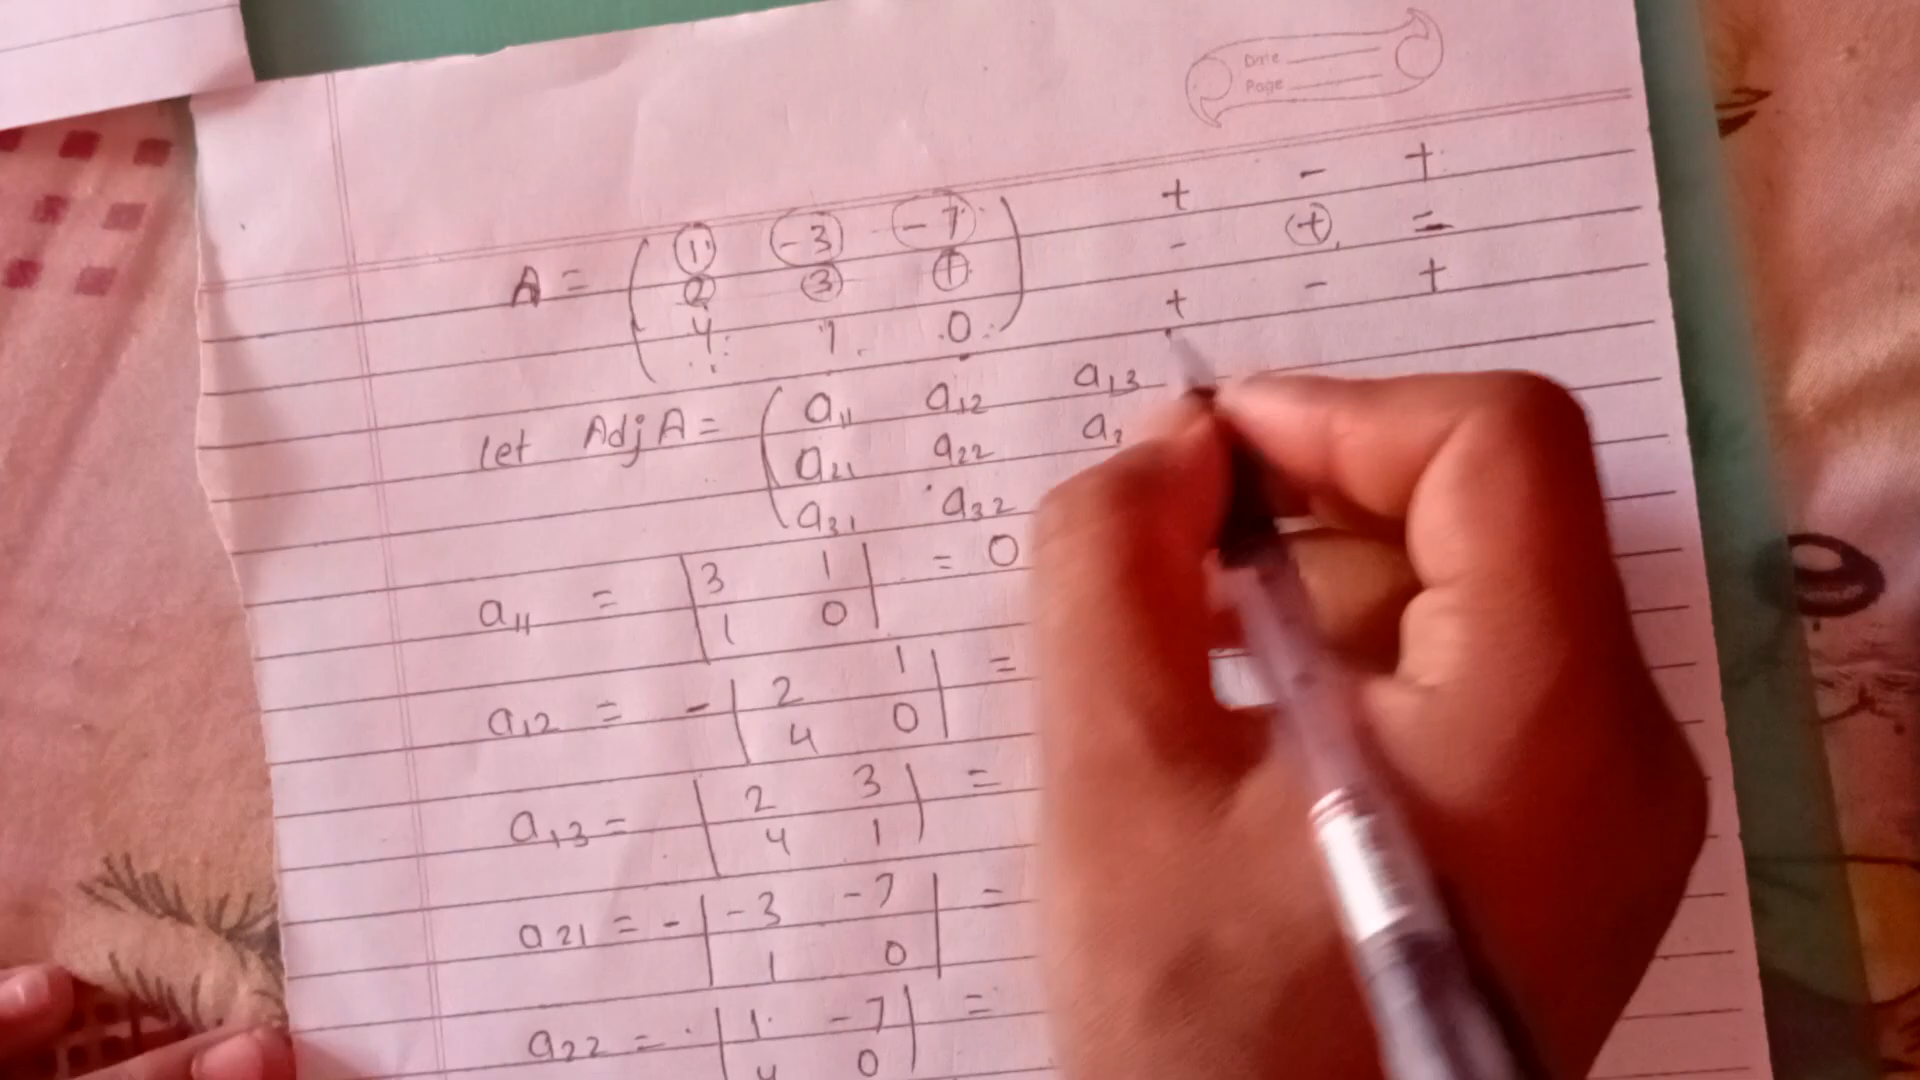 Date
Page
+ - +
A = ( 1 -3 -7
2 3 1
4 1 0 )
- + =
+ - +
let Adj A = ( a11 a12 a13
a21 a22 a2
a31 a32
a11 = | 3 1
1 0 | = 0
a12 = - | 2 1
4 0 | =
a13 = | 2 3
4 1 | =
a21 = - | -3 -7
1 0 | =
a22 = | 1 -7
4 0 | =